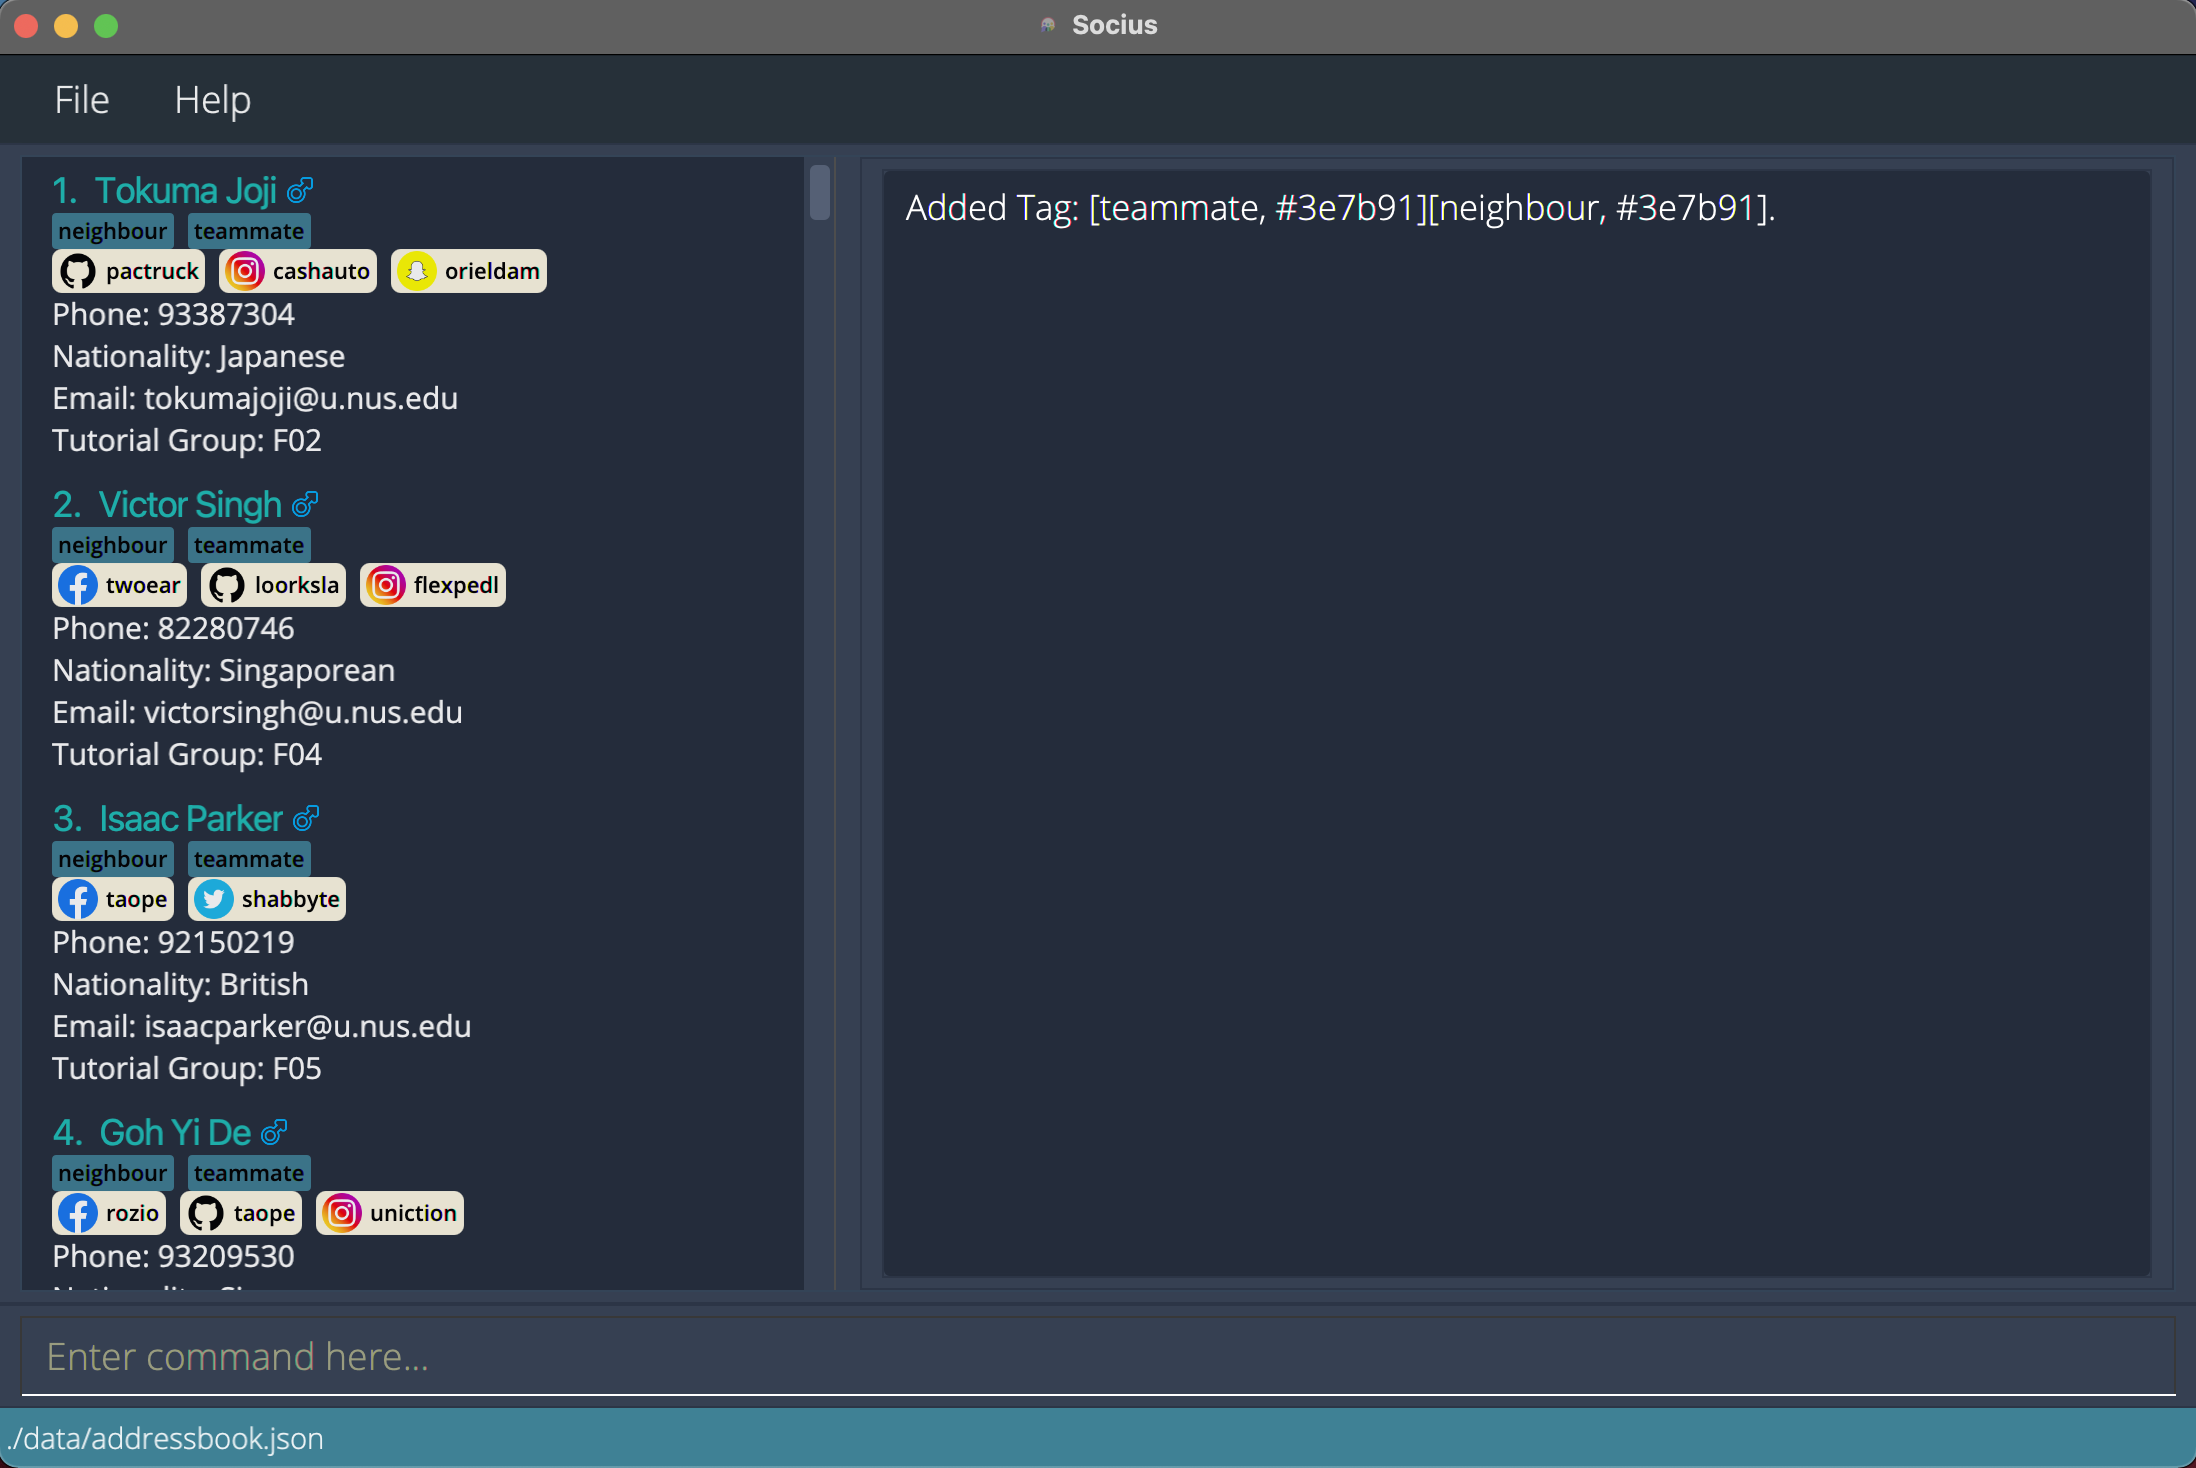 Socius
File Help
1. Tokuma Joji ♂
neighbour teammate
pactruck cashauto orieldam
Phone: 93387304
Nationality: Japanese
Email: tokumajoji@u.nus.edu
Tutorial Group: F02
2. Victor Singh ♂
neighbour teammate
twoear loorksla flexpedl
Phone: 82280746
Nationality: Singaporean
Email: victorsingh@u.nus.edu
Tutorial Group: F04
3. Isaac Parker ♂
neighbour teammate
taope shabbyte
Phone: 92150219
Nationality: British
Email: isaacparker@u.nus.edu
Tutorial Group: F05
4. Goh Yi De ♂
neighbour teammate
rozio taope uniction
Phone: 93209530
Added Tag: [teammate, #3e7b91][neighbour, #3e7b91].
Enter command here...
./data/addressbook.json